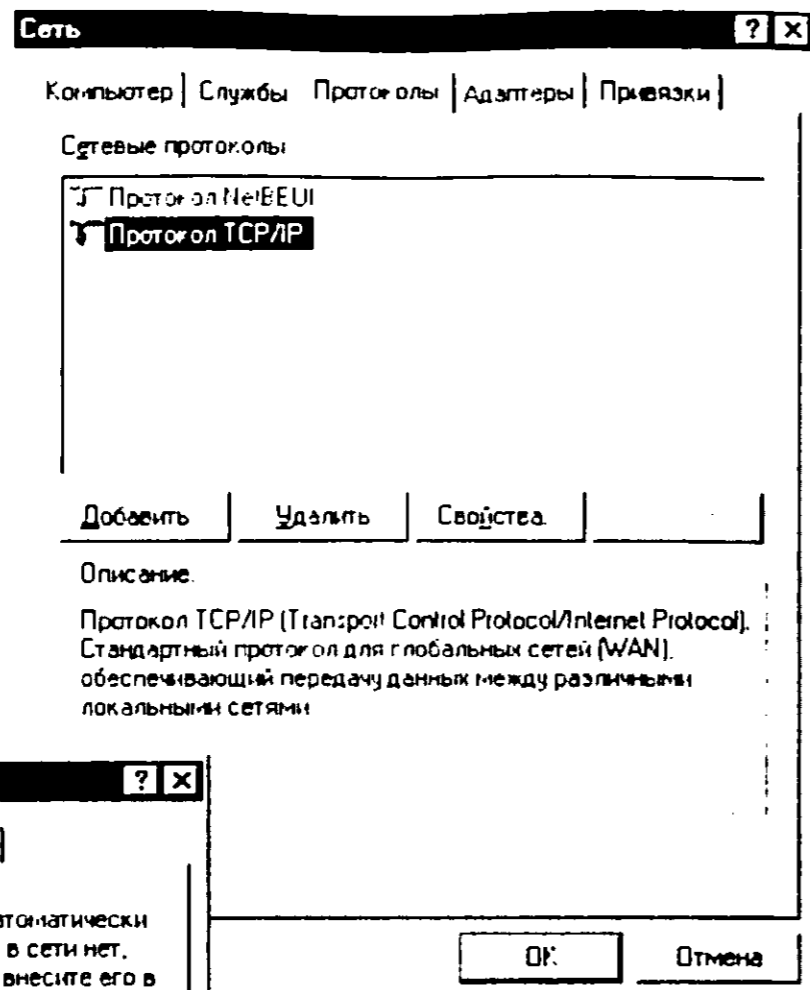 Сеть
Компьютер Службы Протоколы Адаптеры Привязки
Сетевые протоколы
Протокол NetBEUI
Протокол TCP/IP
Добавить Удалить Свойства
Описание.
Протокол TCP/IP (Transport Control Protocol/Internet Protocol).
Стандартный протокол для глобальных сетей (WAN),
обеспечивающий передачу данных между различными
локальными сетями
томатически
в сети нет,
внесите его в
OK Отмена